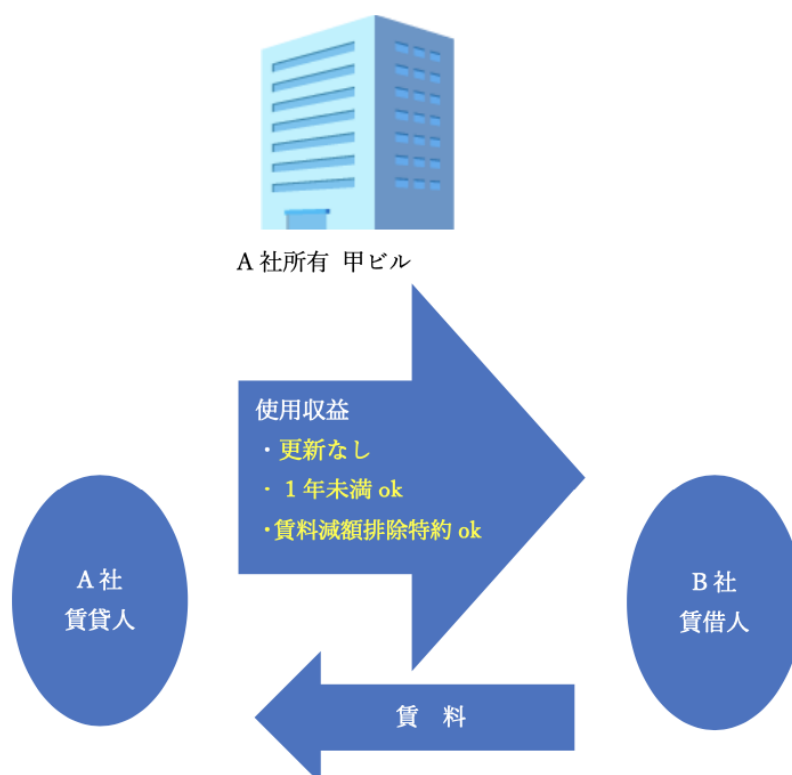 A 社所有 甲ビル
使用収益
・更新なし
・１年未満 ok
・賃料減額排除特約 ok
A 社
賃貸人
B 社
賃借人
賃　料